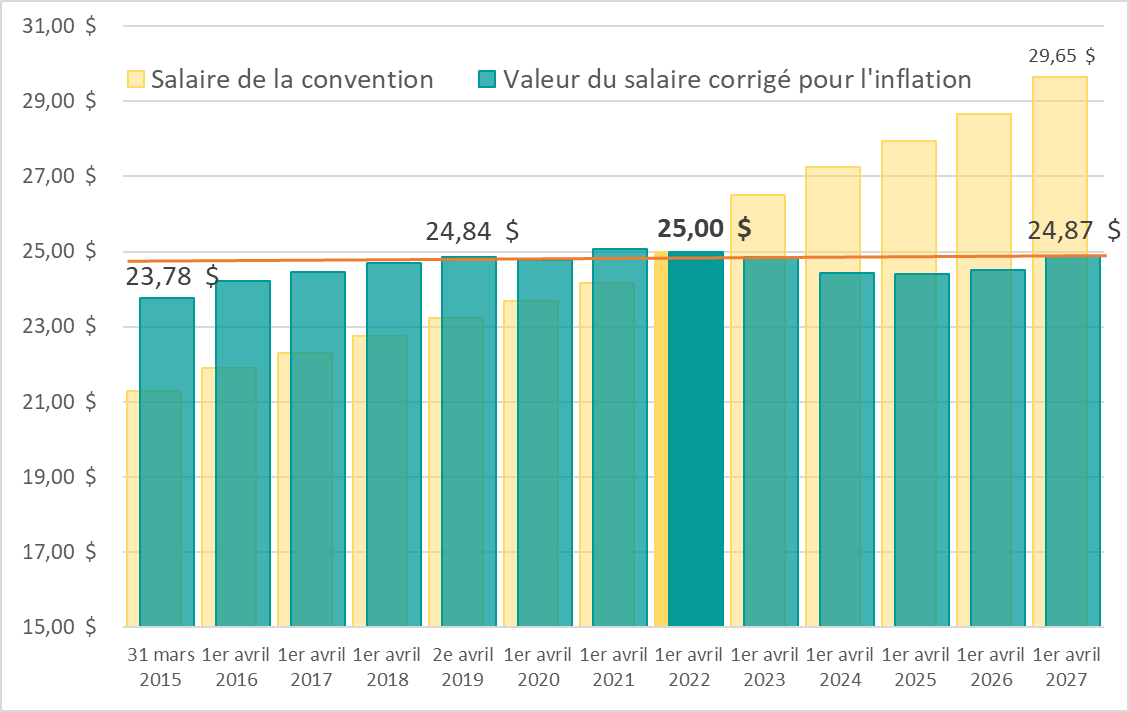 31,00 $
29,00 $
27,00 $
25,00 $
23,00 $
21,00 $
19,00 $
17,00 $
15,00 $
Salaire de la convention
Valeur du salaire corrigé pour l'inflation
29,65 $
23,78 $
24,84 $
25,00 $
24,87 $
31 mars 2015
1er avril 2016
1er avril 2017
1er avril 2018
2e avril 2019
1er avril 2020
1er avril 2021
1er avril 2022
1er avril 2023
1er avril 2024
1er avril 2025
1er avril 2026
1er avril 2027